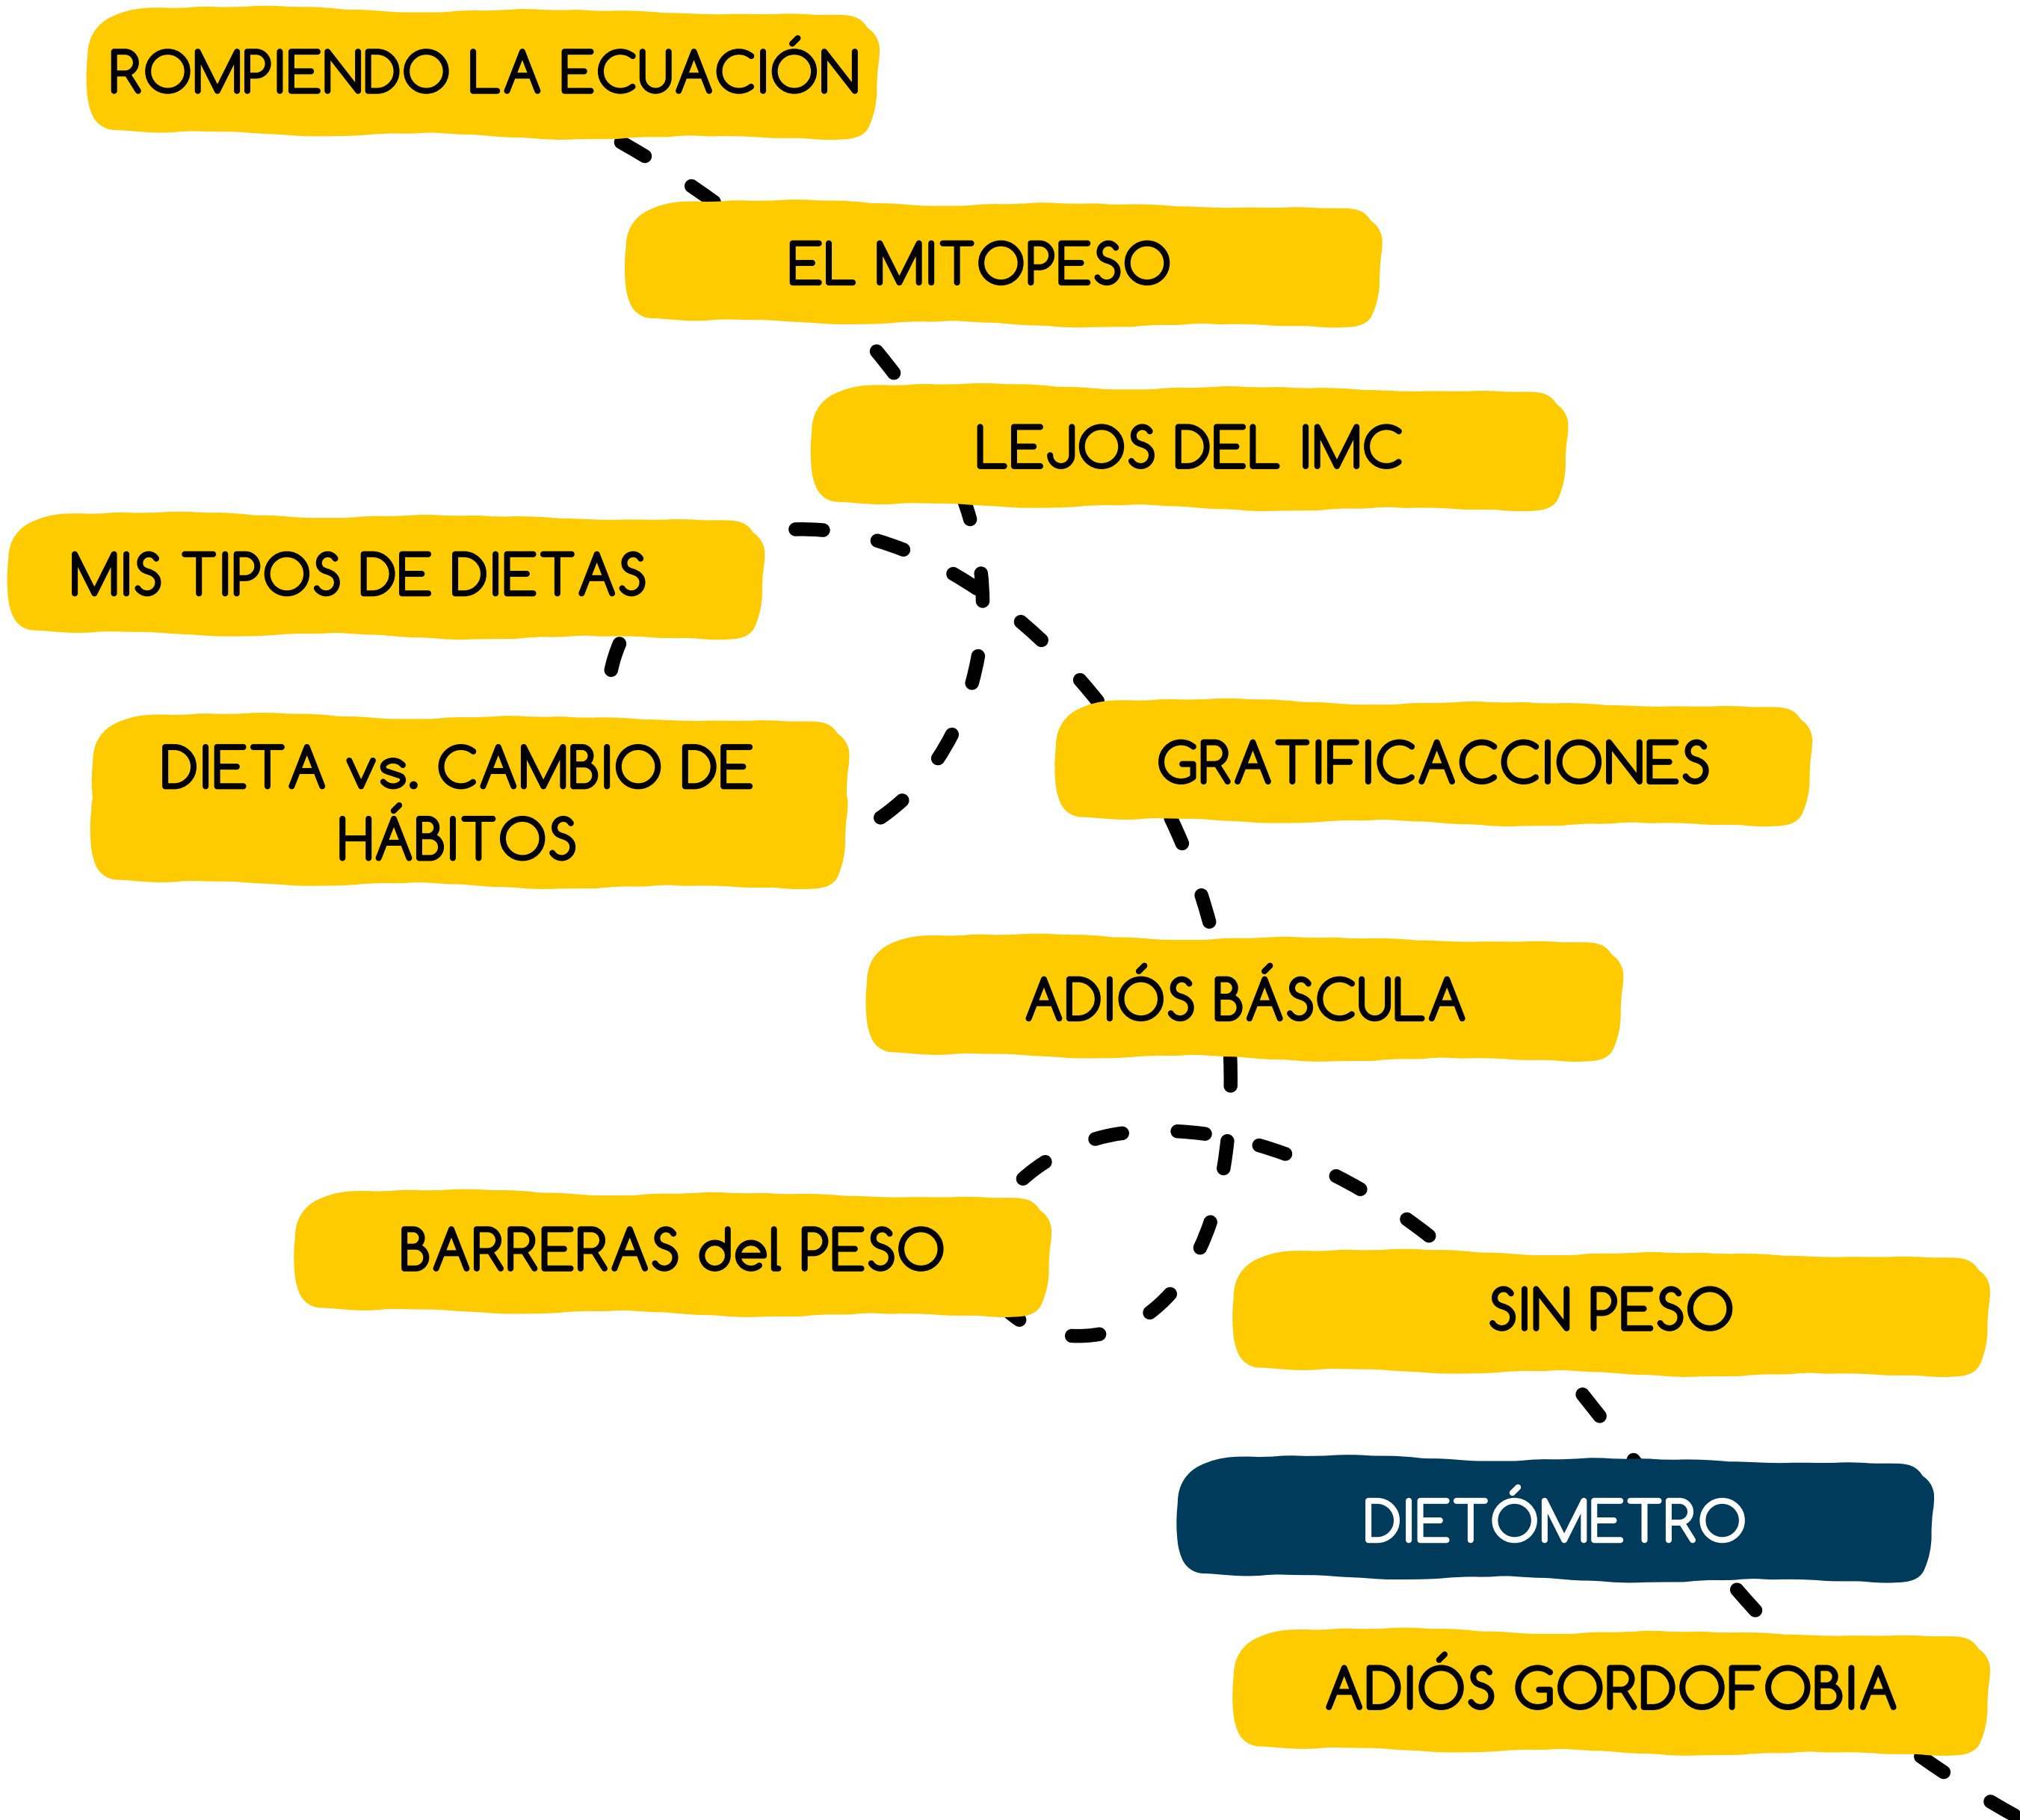 ROMPIENDO LA ECUACIÓN
EL MITOPESO
LEJOS DEL IMC
MIS TIPOS DE DIETAS
DIETA vs. CAMBIO DE
HÁBITOS
GRATIFICACCIONES
ADIÓS BÁSCULA
BARRERAS del PESO
SIN PESO
DIETÓMETRO
ADIÓS GORDOFOBIA